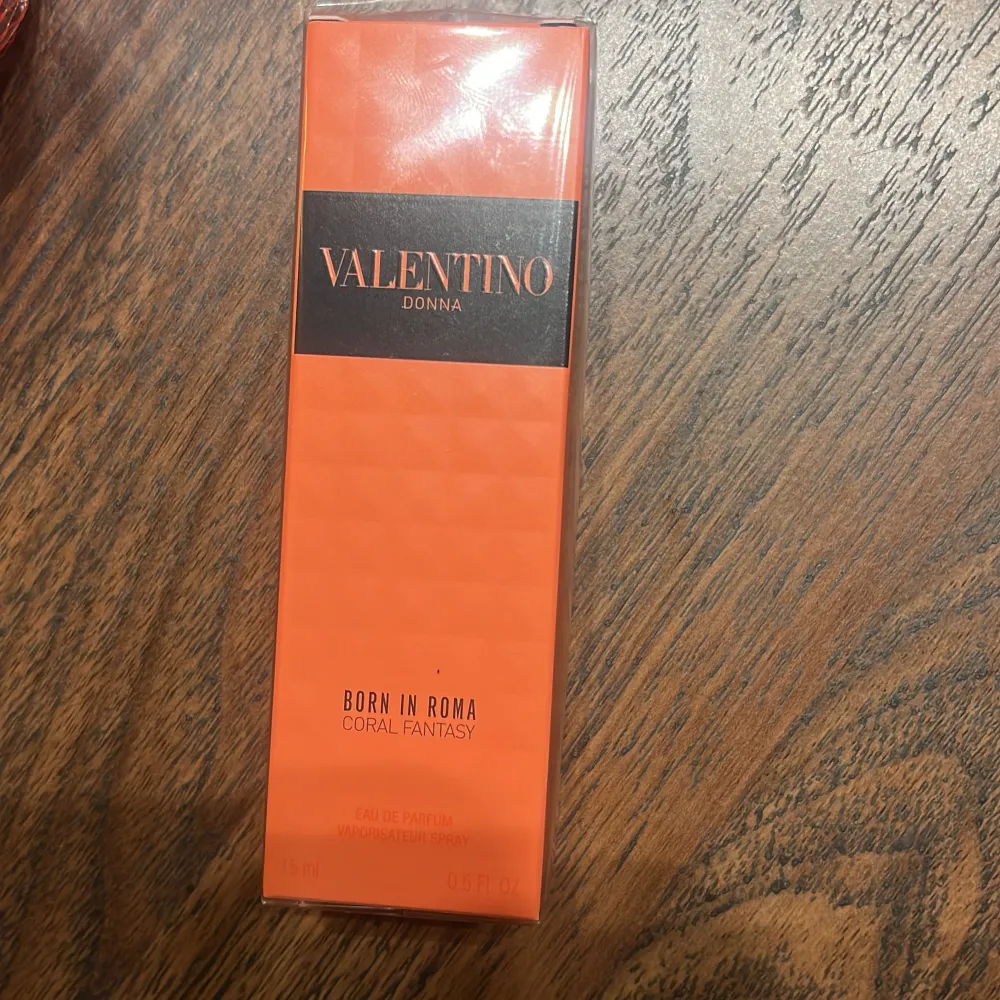 VALENTINO
DONNA
BORN IN ROMA
CORAL FANTASY
EAU DE PARFUM
VAPORISATEUR SPRAY
15 ml
0.5 Fl. Oz